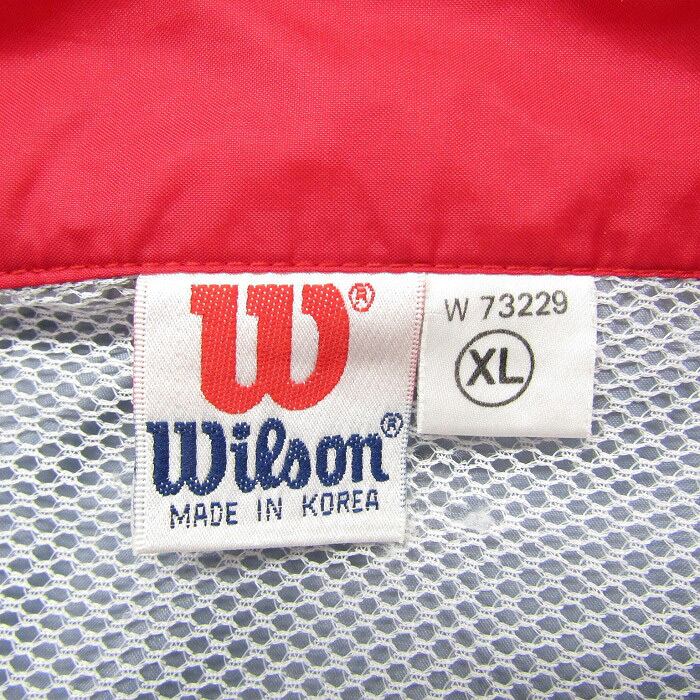 W®
Wilson®
MADE IN KOREA
W 73229
XL